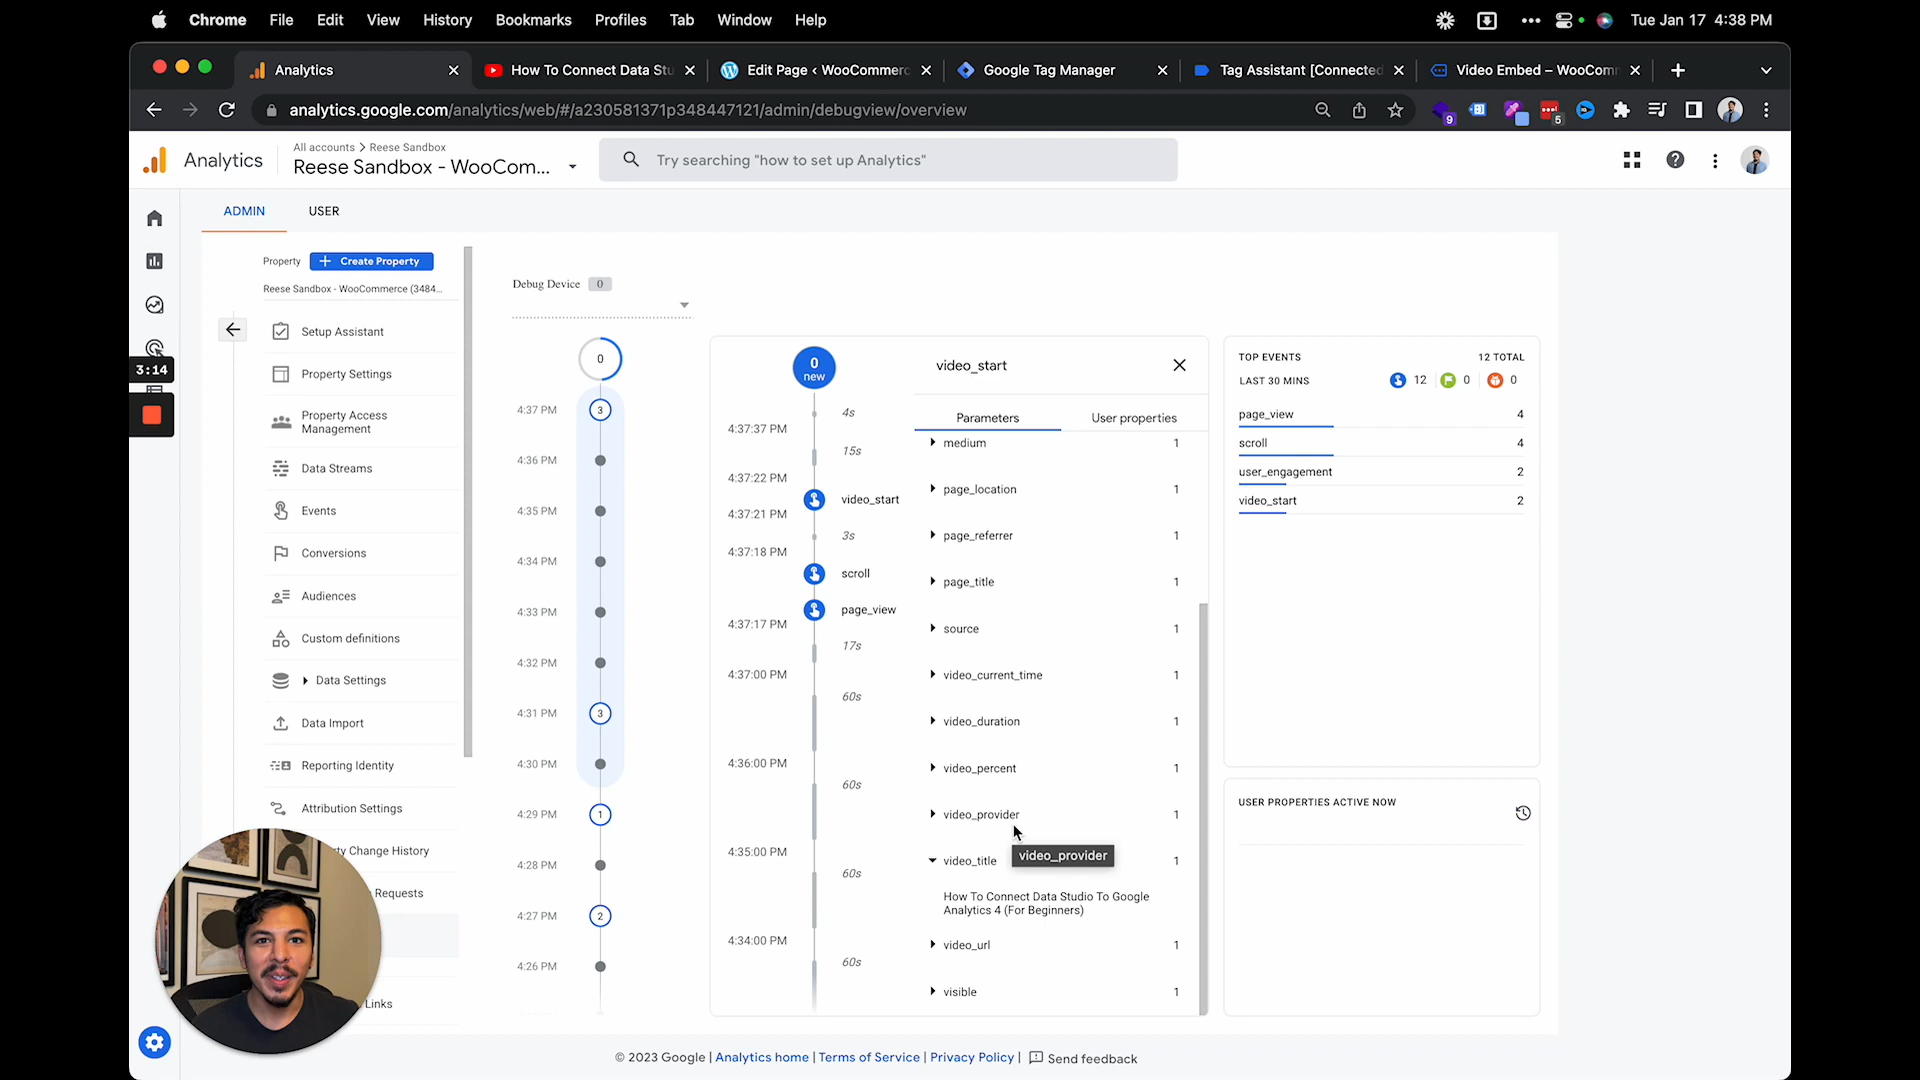 Chrome File Edit View History Bookmarks Profiles Tab Window Help
Tue Jan 17 4:38 PM
Analytics
How To Connect Data Stu
Edit Page ‹ WooCommerc
Google Tag Manager
Tag Assistant [Connected
Video Embed – WooComm
analytics.google.com/analytics/web/#/a230581371p348447121/admin/debugview/overview
9
5
Analytics
All accounts > Reese Sandbox
Reese Sandbox - WooCom...
Try searching "how to set up Analytics"
ADMIN
USER
3:14
Property
Create Property
Reese Sandbox - WooCommerce (3484...
Setup Assistant
Property Settings
Property Access
Management
Data Streams
Events
Conversions
Audiences
Custom definitions
Data Settings
Data Import
Reporting Identity
Attribution Settings
ty Change History
Requests
Links
Debug Device 0
0
4:37 PM 3
4:36 PM
4:35 PM
4:34 PM
4:33 PM
4:32 PM
4:31 PM 3
4:30 PM
4:29 PM 1
4:28 PM
4:27 PM 2
4:26 PM
0
new
4s
4:37:37 PM
15s
4:37:22 PM
video_start
4:37:21 PM
3s
4:37:18 PM
scroll
page_view
4:37:17 PM
17s
4:37:00 PM
60s
4:36:00 PM
60s
4:35:00 PM
60s
4:34:00 PM
60s
video_start
Parameters User properties
medium 1
page_location 1
page_referrer 1
page_title 1
source 1
video_current_time 1
video_duration 1
video_percent 1
video_provider 1
video_provider
video_title 1
How To Connect Data Studio To Google
Analytics 4 (For Beginners)
video_url 1
visible 1
TOP EVENTS 12 TOTAL
LAST 30 MINS 12 0 0
page_view 4
scroll 4
user_engagement 2
video_start 2
USER PROPERTIES ACTIVE NOW
© 2023 Google | Analytics home | Terms of Service | Privacy Policy | Send feedback